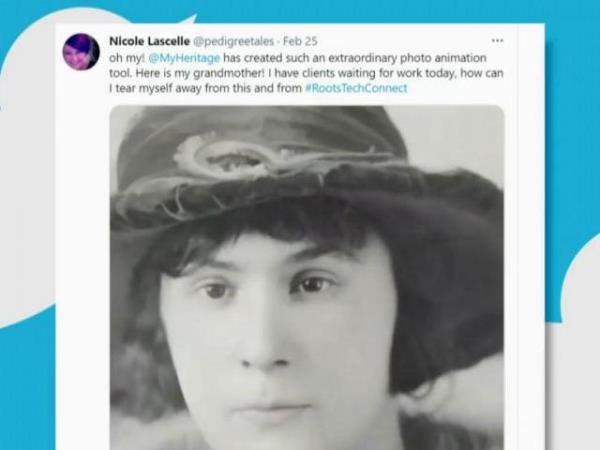 Nicole Lascelle @pedigreetales · Feb 25
oh my! @MyHeritage has created such an extraordinary photo animation
tool. Here is my grandmother! I have clients waiting for work today, how can
I tear myself away from this and from #RootsTechConnect